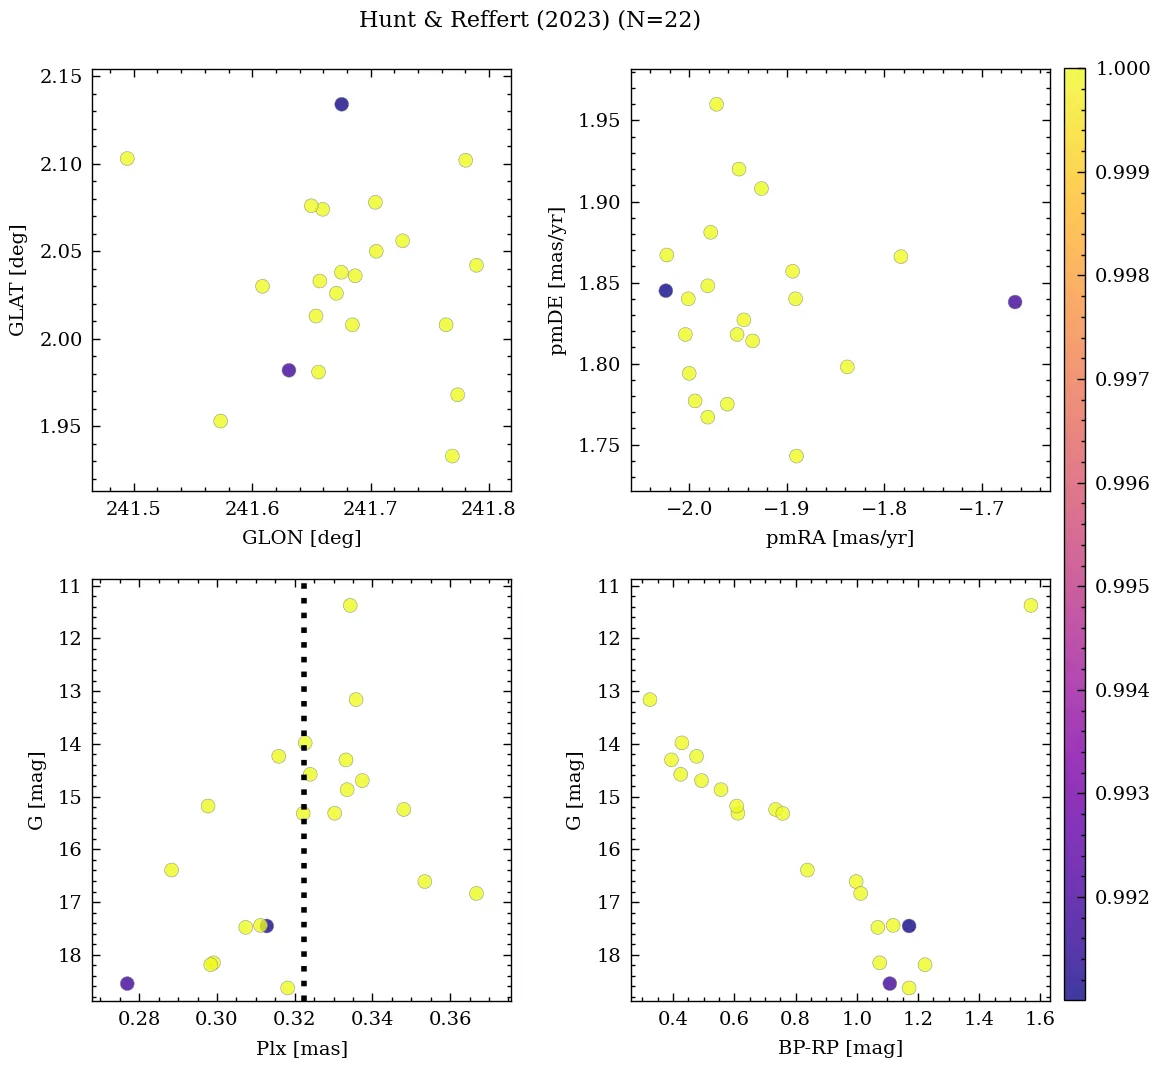 Hunt & Reffert (2023) (N=22)
2.15
2.10
2.05
2.00
1.95
GLAT [deg]
241.5 241.6 241.7 241.8
GLON [deg]
1.95
1.90
1.85
1.80
1.75
pmDE [mas/yr]
−2.0 −1.9 −1.8 −1.7
pmRA [mas/yr]
11
12
13
14
15
16
17
18
G [mag]
0.28 0.30 0.32 0.34 0.36
Plx [mas]
11
12
13
14
15
16
17
18
G [mag]
0.4 0.6 0.8 1.0 1.2 1.4 1.6
BP-RP [mag]
1.000
0.999
0.998
0.997
0.996
0.995
0.994
0.993
0.992